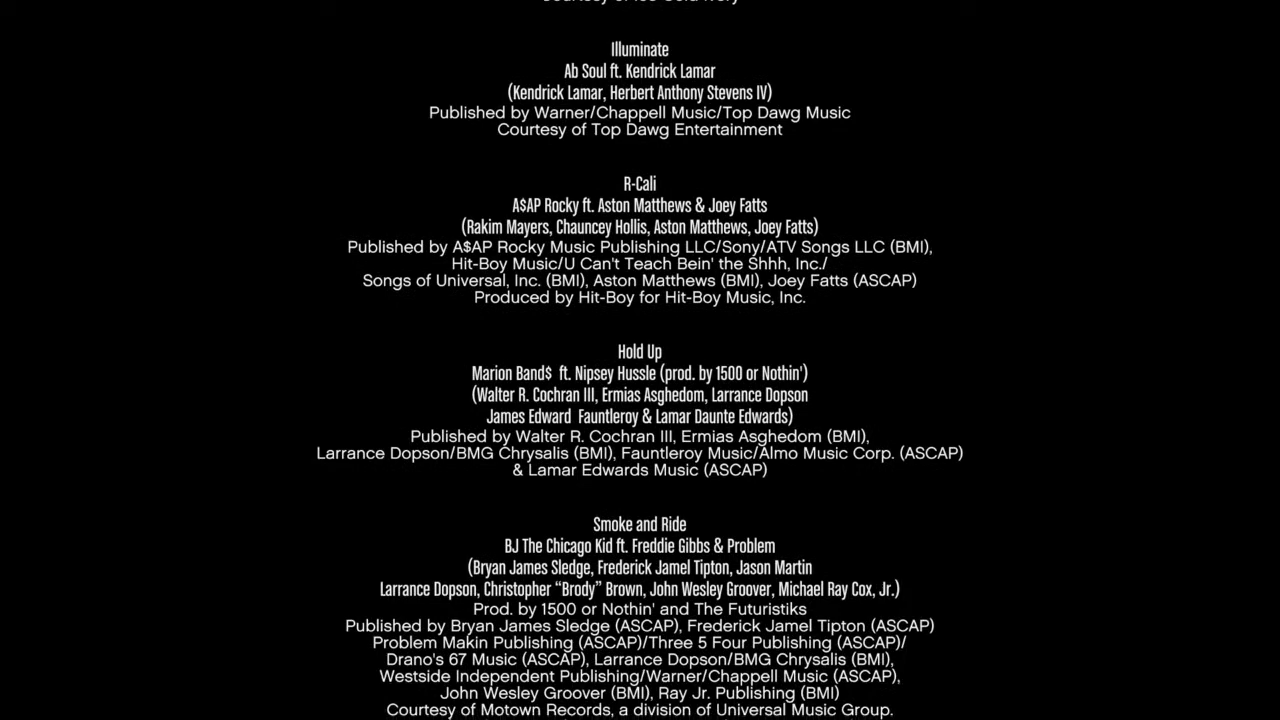 Illuminate
Ab Soul ft. Kendrick Lamar
(Kendrick Lamar, Herbert Anthony Stevens IV)
Published by Warner/Chappell Music/Top Dawg Music
Courtesy of Top Dawg Entertainment
R-Cali
A$AP Rocky ft. Aston Matthews & Joey Fatts
(Rakim Mayers, Chauncey Hollis, Aston Matthews, Joey Fatts)
Published by A$AP Rocky Music Publishing LLC/Sony/ATV Songs LLC (BMI),
Hit-Boy Music/U Can't Teach Bein' the Shhh, Inc./
Songs of Universal, Inc. (BMI), Aston Matthews (BMI), Joey Fatts (ASCAP)
Produced by Hit-Boy for Hit-Boy Music, Inc.
Hold Up
Marion Band$ ft. Nipsey Hussle (prod. by 1500 or Nothin')
(Walter R. Cochran III, Ermias Asghedom, Larrance Dopson
James Edward Fauntleroy & Lamar Daunte Edwards)
Published by Walter R. Cochran III, Ermias Asghedom (BMI),
Larrance Dopson/BMG Chrysalis (BMI), Fauntleroy Music/Almo Music Corp. (ASCAP)
& Lamar Edwards Music (ASCAP)
Smoke and Ride
BJ The Chicago Kid ft. Freddie Gibbs & Problem
(Bryan James Sledge, Frederick Jamel Tipton, Jason Martin
Larrance Dopson, Christopher “Brody” Brown, John Wesley Groover, Michael Ray Cox, Jr.)
Prod. by 1500 or Nothin' and The Futuristiks
Published by Bryan James Sledge (ASCAP), Frederick Jamel Tipton (ASCAP)
Problem Makin Publishing (ASCAP)/Three 5 Four Publishing (ASCAP)/
Drano's 67 Music (ASCAP), Larrance Dopson/BMG Chrysalis (BMI),
Westside Independent Publishing/Warner/Chappell Music (ASCAP),
John Wesley Groover (BMI), Ray Jr. Publishing (BMI)
Courtesy of Motown Records, a division of Universal Music Group.